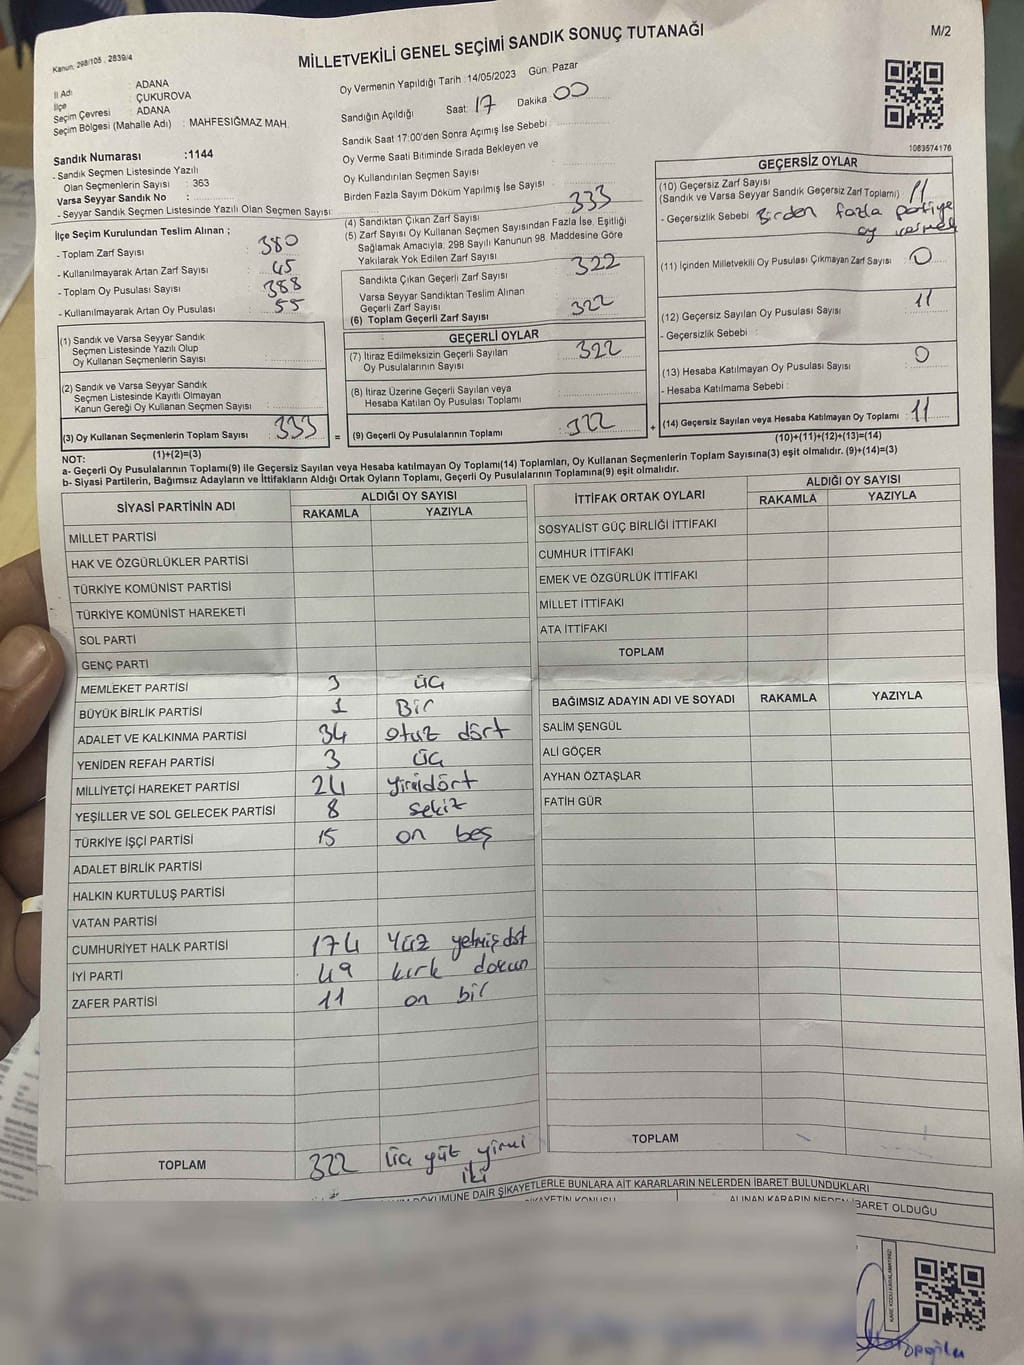 Kanun: 298/105 , 2839/4
MİLLETVEKİLİ GENEL SEÇİMİ SANDIK SONUÇ TUTANAĞI
M/2
İl Adı : ADANA
İlçe : ÇUKUROVA
Seçim Çevresi : ADANA
Seçim Bölgesi (Mahalle Adı) : MAHFESIĞMAZ MAH.
Oy Vermenin Yapıldığı Tarih :14/05/2023 Gün: Pazar
Sandığın Açıldığı Saat: 17 Dakika 00
Sandık Saat 17:00'den Sonra Açımış İse Sebebi :
Oy Verme Saati Bitiminde Sırada Bekleyen ve
Oy Kullandırılan Seçmen Sayısı
Birden Fazla Sayım Döküm Yapılmış İse Sayısı
1063574176
Sandık Numarası :1144
- Sandık Seçmen Listesinde Yazılı
Olan Seçmenlerin Sayısı : 363
Varsa Seyyar Sandık No :
- Seyyar Sandık Seçmen Listesinde Yazılı Olan Seçmen Sayısı:
İlçe Seçim Kurulundan Teslim Alınan ;
- Toplam Zarf Sayısı : 380
- Kullanılmayarak Artan Zarf Sayısı : 45
- Toplam Oy Pusulası Sayısı : 388
- Kullanılmayarak Artan Oy Pusulası : 55
(1) Sandık ve Varsa Seyyar Sandık
Seçmen Listesinde Yazılı Olup
Oy Kullanan Seçmenlerin Sayısı :
(2) Sandık ve Varsa Seyyar Sandık
Seçmen Listesinde Kayıtlı Olmayan
Kanun Gereği Oy Kullanan Seçmen Sayısı :
(3) Oy Kullanan Seçmenlerin Toplam Sayısı : 333
(1)+(2)=(3)
(4) Sandıktan Çıkan Zarf Sayısı 333
(5) Zarf Sayısı Oy Kullanan Seçmen Sayısından Fazla İse, Eşitliği
Sağlamak Amacıyla; 298 Sayılı Kanunun 98. Maddesine Göre
Yakılarak Yok Edilen Zarf Sayısı
Sandıkta Çıkan Geçerli Zarf Sayısı 322
Varsa Seyyar Sandıktan Teslim Alınan
Geçerli Zarf Sayısı
(6) Toplam Geçerli Zarf Sayısı 322
GEÇERLİ OYLAR
(7) İtiraz Edilmeksizin Geçerli Sayılan
Oy Pusulalarının Sayısı 322
(8) İtiraz Üzerine Geçerli Sayılan veya
Hesaba Katılan Oy Pusulası Toplamı
= (9) Geçerli Oy Pusulalarının Toplamı 322
GEÇERSİZ OYLAR
(10) Geçersiz Zarf Sayısı
(Sandık ve Varsa Seyyar Sandık Geçersiz Zarf Toplamı) 11
- Geçersizlik Sebebi Birden fazla partiye
oy vermek
(11) İçinden Milletvekili Oy Pusulası Çıkmayan Zarf Sayısı 0
(12) Geçersiz Sayılan Oy Pusulası Sayısı : 11
- Geçersizlik Sebebi :
(13) Hesaba Katılmayan Oy Pusulası Sayısı 0
- Hesaba Katılmama Sebebi :
+ (14) Geçersiz Sayılan veya Hesaba Katılmayan Oy Toplamı : 11
(10)+(11)+(12)+(13)=(14)
NOT:
a- Geçerli Oy Pusulalarının Toplamı(9) ile Geçersiz Sayılan veya Hesaba katılmayan Oy Toplamı(14) Toplamları, Oy Kullanan Seçmenlerin Toplam Sayısına(3) eşit olmalıdır. (9)+(14)=(3)
b- Siyasi Partilerin, Bağımsız Adayların ve İttifakların Aldığı Ortak Oyların Toplamı, Geçerli Oy Pusulalarının Toplamına(9) eşit olmalıdır.
SİYASİ PARTİNİN ADI ALDIĞI OY SAYISI
RAKAMLA YAZIYLA
MİLLET PARTİSİ
HAK VE ÖZGÜRLÜKLER PARTİSİ
TÜRKİYE KOMÜNİST PARTİSİ
TÜRKİYE KOMÜNİST HAREKETİ
SOL PARTİ
GENÇ PARTİ
MEMLEKET PARTİSİ 3 üç
BÜYÜK BİRLİK PARTİSİ 1 Bir
ADALET VE KALKINMA PARTİSİ 34 otuz dört
YENİDEN REFAH PARTİSİ 3 üç
MİLLİYETÇİ HAREKET PARTİSİ 24 yirmidört
YEŞİLLER VE SOL GELECEK PARTİSİ 8 sekiz
TÜRKİYE İŞÇİ PARTİSİ 15 on beş
ADALET BİRLİK PARTİSİ
HALKIN KURTULUŞ PARTİSİ
VATAN PARTİSİ
CUMHURİYET HALK PARTİSİ 174 Yüz yetmişdört
İYİ PARTİ 49 kırk dokuz
ZAFER PARTİSİ 11 on bir
TOPLAM 322 üç yüz yirmi
iki
İTTİFAK ORTAK OYLARI ALDIĞI OY SAYISI
RAKAMLA YAZIYLA
SOSYALİST GÜÇ BİRLİĞİ İTTİFAKI
CUMHUR İTTİFAKI
EMEK VE ÖZGÜRLÜK İTTİFAKI
MİLLET İTTİFAKI
ATA İTTİFAKI
TOPLAM
BAĞIMSIZ ADAYIN ADI VE SOYADI RAKAMLA YAZIYLA
SALİM ŞENGÜL
ALİ GÖÇER
AYHAN ÖZTAŞLAR
FATİH GÜR
TOPLAM
DÖKÜMÜNE DAİR ŞİKAYETLERLE BUNLARA AİT KARARLARIN NELERDEN İBARET BULUNDUKLARI
ŞİKAYETİN KONUSU ALINAN KARARIN NEDEN İBARET OLDUĞU
KARE KODU KARALAMAYINIZ!